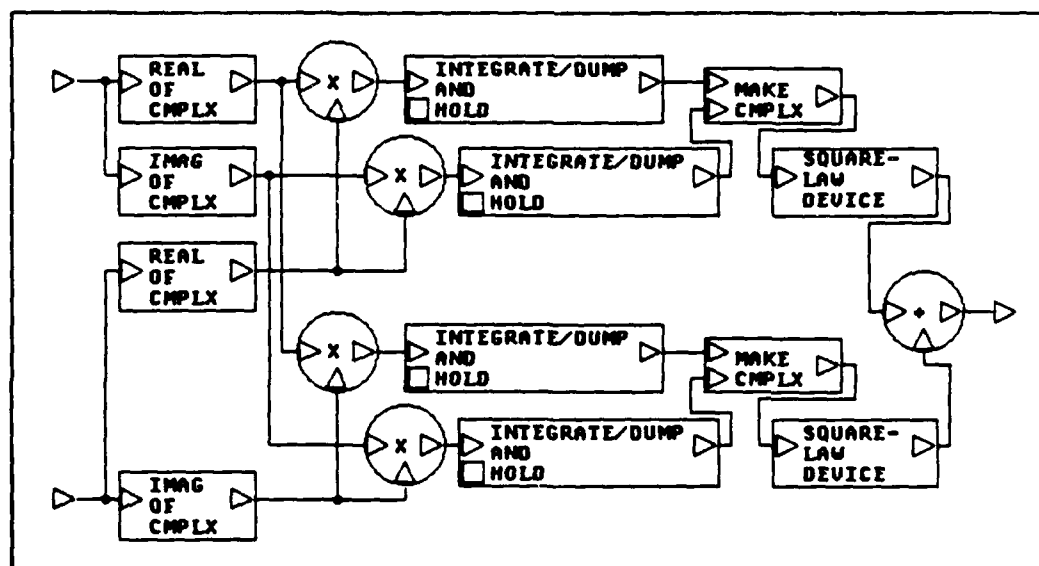 REAL
OF
CMPLX
X
INTEGRATE/DUMP
AND
HOLD
MAKE
CMPLX
IMAG
OF
CMPLX
X
INTEGRATE/DUMP
AND
HOLD
SQUARE-
LAW
DEVICE
REAL
OF
CMPLX
+
X
INTEGRATE/DUMP
AND
HOLD
MAKE
CMPLX
X
INTEGRATE/DUMP
AND
HOLD
SQUARE-
LAW
DEVICE
IMAG
OF
CMPLX